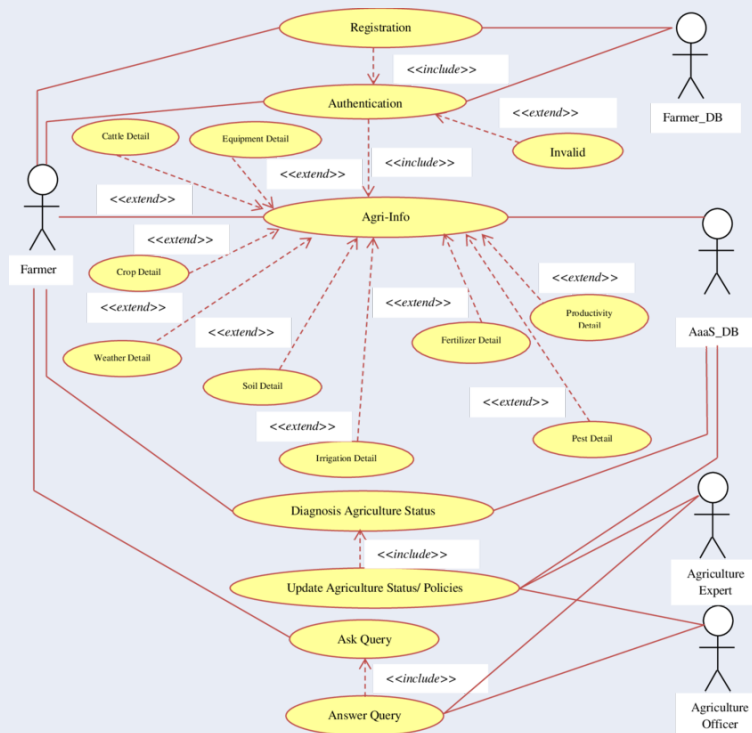 Registration
<<include>>
Authentication
<<extend>>
Farmer_DB
Cattle Detail
Equipment Detail
<<include>>
Invalid
<<extend>>
<<extend>>
Agri-Info
Farmer
<<extend>>
Crop Detail
<<extend>>
<<extend>>
<<extend>>
<<extend>>
Productivity
Detail
AaaS_DB
Weather Detail
Fertilizer Detail
Soil Detail
<<extend>>
<<extend>>
Pest Detail
Irrigation Detail
Diagnosis Agriculture Status
<<include>>
Update Agriculture Status/ Policies
Agriculture
Expert
Ask Query
<<include>>
Answer Query
Agriculture
Officer